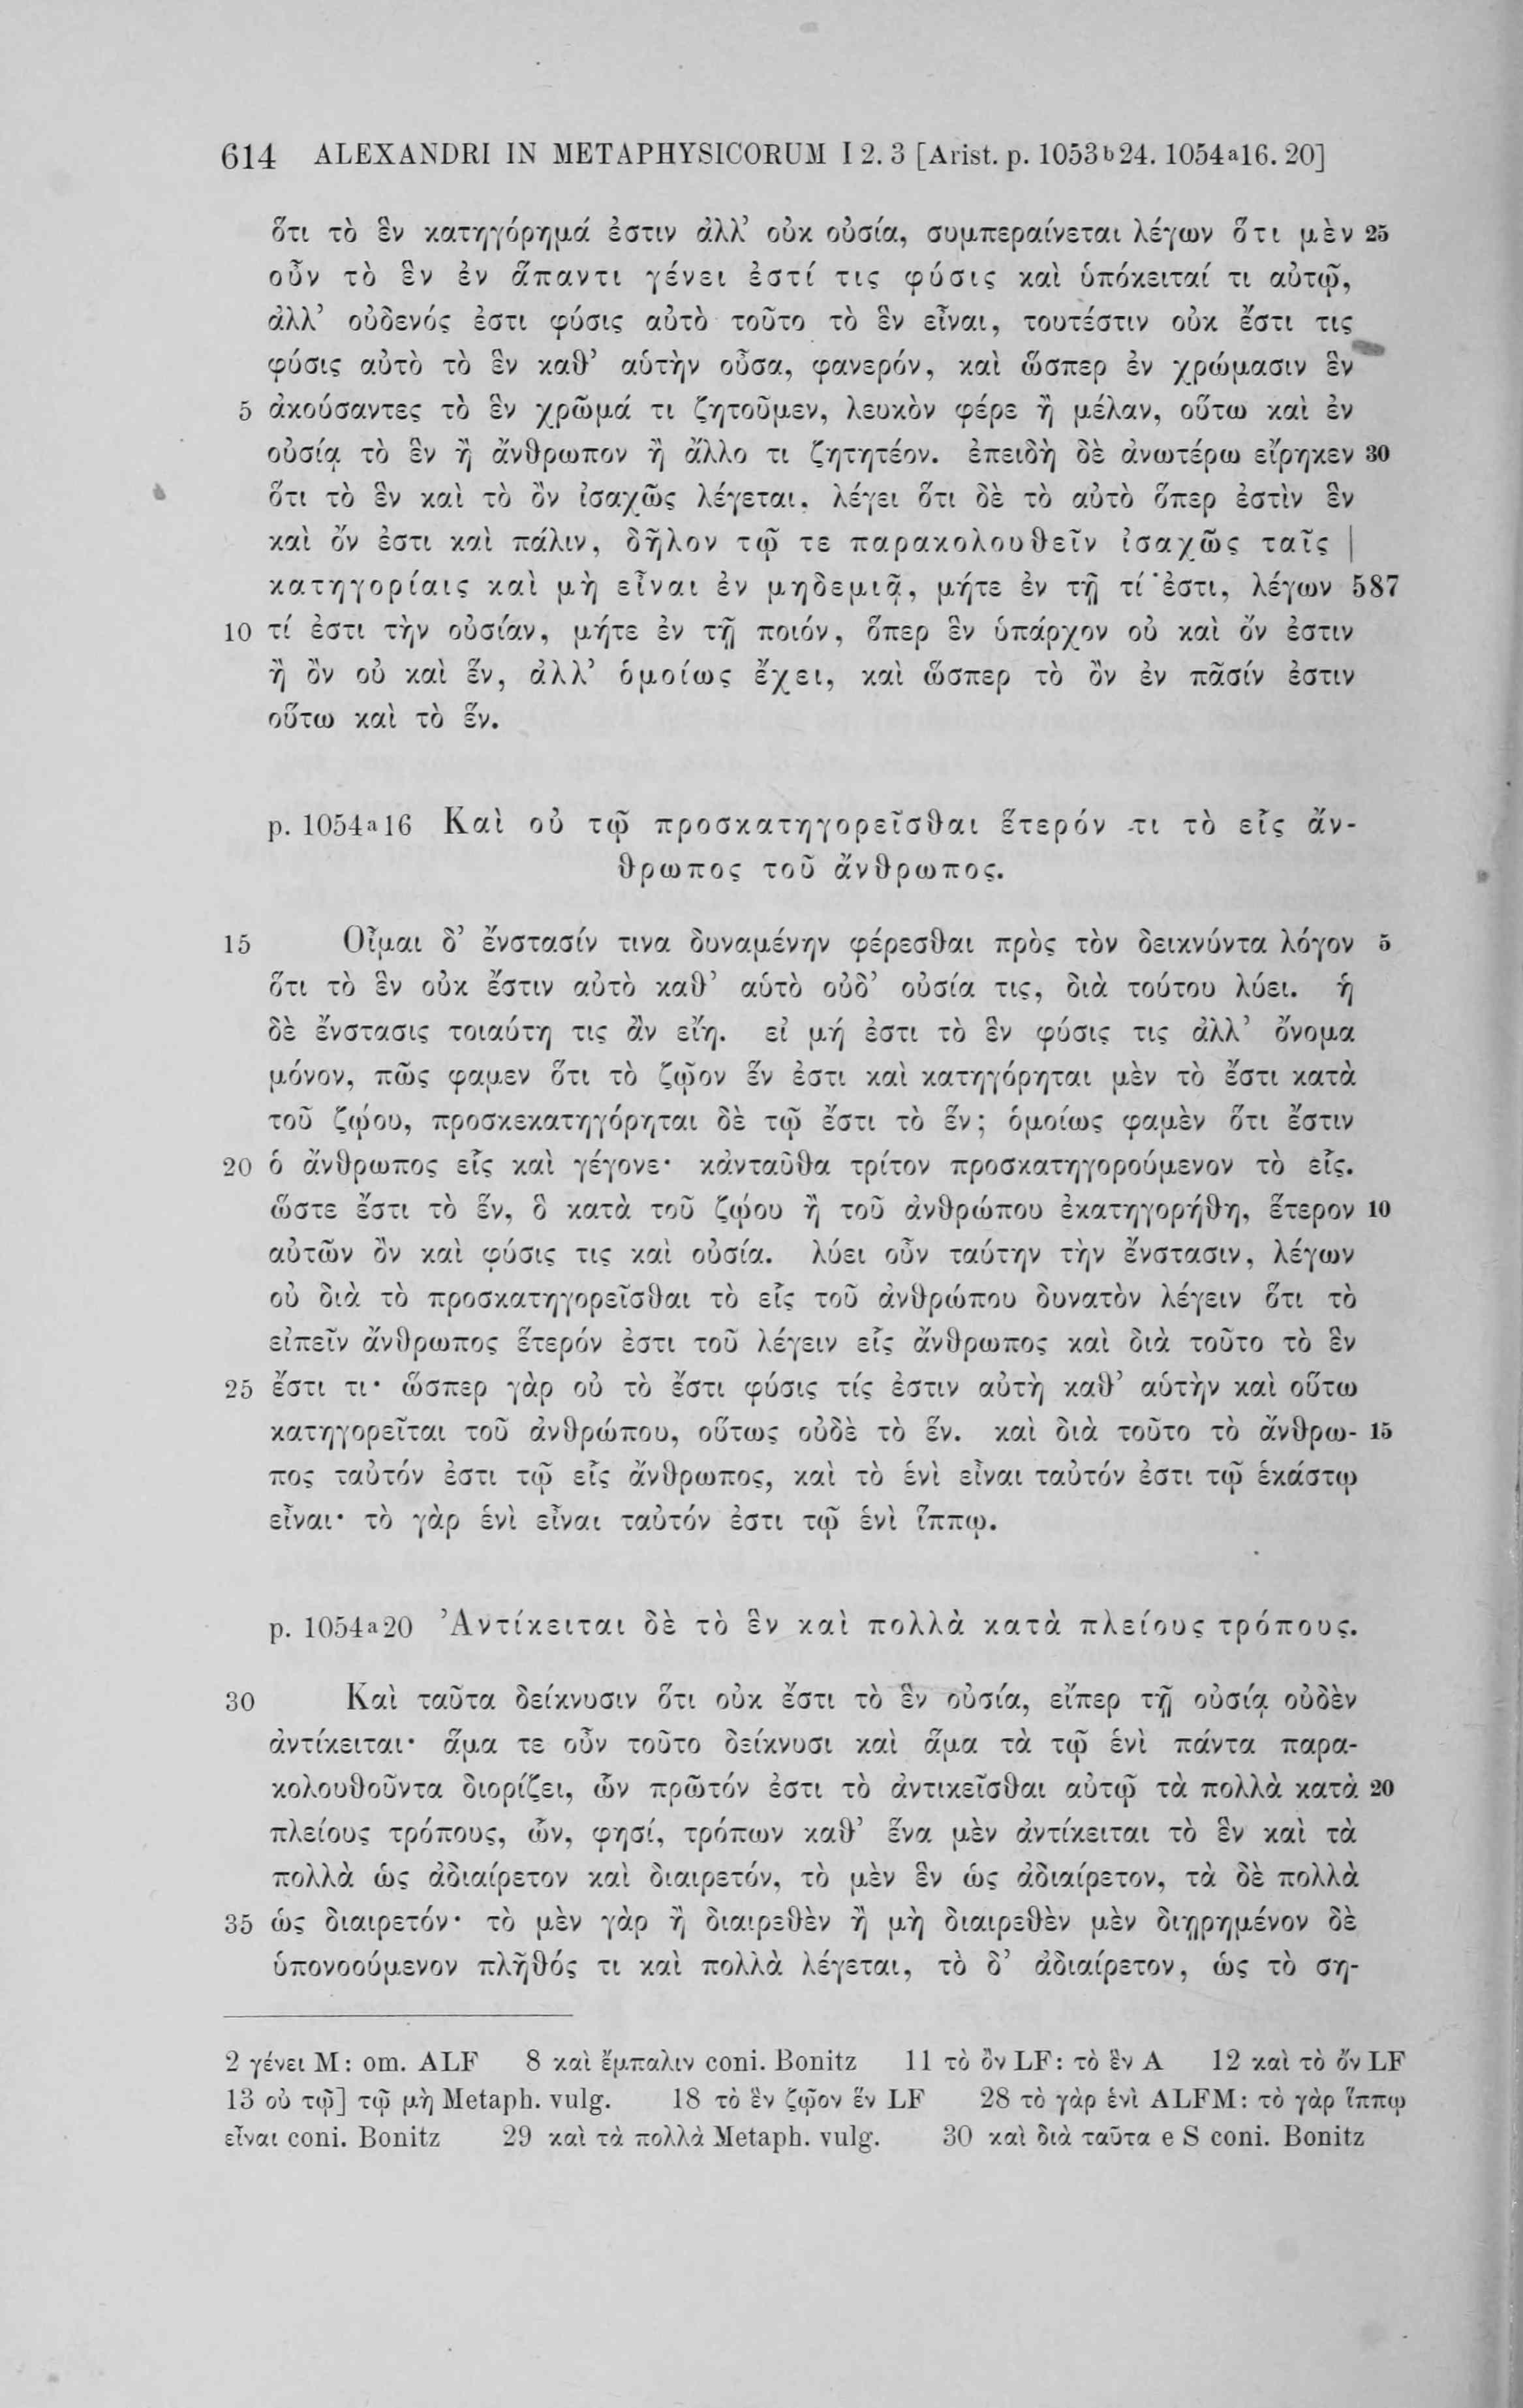 614 ALEXANDRI IN METAPHYSICORUM I 2. 3 [Arist. p. 1053b24. 1054a16. 20]
ὅτι τὸ ἓν κατηγόρημά ἐστιν ἀλλ’ οὐκ οὐσία, συμπεραίνεται λέγων ὅτι μὲν 25
οὖν τὸ ἓν ἐν ἅπαντι γένει ἐστί τις φύσις καὶ ὑπόκειταί τι αὐτῷ,
ἀλλ’ οὐδενός ἐστι φύσις αὐτὸ τοῦτο τὸ ἓν εἶναι, τουτέστιν οὐκ ἔστι τις
φύσις αὐτὸ τὸ ἓν καθ’ αὑτὴν οὖσα, φανερόν, καὶ ὥσπερ ἐν χρώμασιν ἓν
5 ἀκούσαντες τὸ ἓν χρῶμά τι ζητοῦμεν, λευκὸν φέρε ἢ μέλαν, οὕτω καὶ ἐν
οὐσίᾳ τὸ ἓν ἢ ἄνθρωπον ἢ ἄλλο τι ζητητέον. ἐπειδὴ δὲ ἀνωτέρω εἴρηκεν 30
ὅτι τὸ ἓν καὶ τὸ ὂν ἰσαχῶς λέγεται, λέγει ὅτι δὲ τὸ αὐτὸ ὅπερ ἐστὶν ἓν
καὶ ὄν ἐστι καὶ πάλιν, δῆλον τῷ τε παρακολουθεῖν ἰσαχῶς ταῖς |
κατηγορίαις καὶ μὴ εἶναι ἐν μηδεμιᾷ, μήτε ἐν τῇ τί ἐστι, λέγων 587
10 τί ἐστι τὴν οὐσίαν, μήτε ἐν τῇ ποιόν, ὅπερ ἓν ὑπάρχον οὐ καὶ ὄν ἐστιν
ἢ ὂν οὐ καὶ ἕν, ἀλλ’ ὁμοίως ἔχει, καὶ ὥσπερ τὸ ὂν ἐν πᾶσίν ἐστιν
οὕτω καὶ τὸ ἕν.
p. 1054a16 Καὶ οὐ τῷ προσκατηγορεῖσθαι ἕτερόν τι τὸ εἷς ἄν-
θρωπος τοῦ ἄνθρωπος.
15 Οἶμαι δ’ ἔνστασίν τινα δυναμένην φέρεσθαι πρὸς τὸν δεικνύντα λόγον 5
ὅτι τὸ ἓν οὐκ ἔστιν αὐτὸ καθ’ αὑτὸ οὐδ’ οὐσία τις, διὰ τούτου λύει. ἡ
δὲ ἔνστασις τοιαύτη τις ἂν εἴη. εἰ μή ἐστι τὸ ἓν φύσις τις ἀλλ’ ὄνομα
μόνον, πῶς φαμεν ὅτι τὸ ζῷον ἕν ἐστι καὶ κατηγόρηται μὲν τὸ ἔστι κατὰ
τοῦ ζῴου, προσκεκατηγόρηται δὲ τῷ ἔστι τὸ ἕν; ὁμοίως φαμὲν ὅτι ἔστιν
20 ὁ ἄνθρωπος εἷς καὶ γέγονε· κἀνταῦθα τρίτον προσκατηγορούμενον τὸ εἷς.
ὥστε ἔστι τὸ ἕν, ὃ κατὰ τοῦ ζῴου ἢ τοῦ ἀνθρώπου ἐκατηγορήθη, ἕτερον 10
αὐτῶν ὂν καὶ φύσις τις καὶ οὐσία. λύει οὖν ταύτην τὴν ἔνστασιν, λέγων
οὐ διὰ τὸ προσκατηγορεῖσθαι τὸ εἷς τοῦ ἀνθρώπου δυνατὸν λέγειν ὅτι τὸ
εἰπεῖν ἄνθρωπος ἕτερόν ἐστι τοῦ λέγειν εἷς ἄνθρωπος καὶ διὰ τοῦτο τὸ ἓν
25 ἔστι τι· ὥσπερ γὰρ οὐ τὸ ἔστι φύσις τίς ἐστιν αὐτὴ καθ’ αὑτὴν καὶ οὕτω
κατηγορεῖται τοῦ ἀνθρώπου, οὕτως οὐδὲ τὸ ἕν. καὶ διὰ τοῦτο τὸ ἄνθρω- 15
πος ταὐτόν ἐστι τῷ εἷς ἄνθρωπος, καὶ τὸ ἑνὶ εἶναι ταὐτόν ἐστι τῷ ἑκάστῳ
εἶναι· τὸ γὰρ ἑνὶ εἶναι ταὐτόν ἐστι τῷ ἑνὶ ἵππῳ.
p. 1054a20 Ἀντίκειται δὲ τὸ ἓν καὶ πολλὰ κατὰ πλείους τρόπους.
30 Καὶ ταῦτα δείκνυσιν ὅτι οὐκ ἔστι τὸ ἓν οὐσία, εἴπερ τῇ οὐσίᾳ οὐδὲν
ἀντίκειται· ἅμα τε οὖν τοῦτο δείκνυσι καὶ ἅμα τὰ τῷ ἑνὶ πάντα παρα-
κολουθοῦντα διορίζει, ὧν πρῶτόν ἐστι τὸ ἀντικεῖσθαι αὐτῷ τὰ πολλὰ κατὰ 20
πλείους τρόπους, ὧν, φησί, τρόπων καθ’ ἕνα μὲν ἀντίκειται τὸ ἓν καὶ τὰ
πολλὰ ὡς ἀδιαίρετον καὶ διαιρετόν, τὸ μὲν ἓν ὡς ἀδιαίρετον, τὰ δὲ πολλὰ
35 ὡς διαιρετόν· τὸ μὲν γὰρ ἢ διαιρεθὲν ἢ μὴ διαιρεθὲν μὲν διῃρημένον δὲ
ὑπονοούμενον πλῆθός τι καὶ πολλὰ λέγεται, τὸ δ’ ἀδιαίρετον, ὡς τὸ ση-
2 γένει M: om. ALF 8 καὶ ἔμπαλιν coni. Bonitz 11 τὸ ὂν LF: τὸ ἓν A 12 καὶ τὸ ὄν LF
13 οὐ τῷ] τῷ μὴ Metaph. vulg. 18 τὸ ἓν ζῷον ἕν LF 28 τὸ γὰρ ἑνὶ ALFM: τὸ γὰρ ἵππῳ
εἶναι coni. Bonitz 29 καὶ τὰ πολλὰ Metaph. vulg. 30 καὶ διὰ ταῦτα e S coni. Bonitz